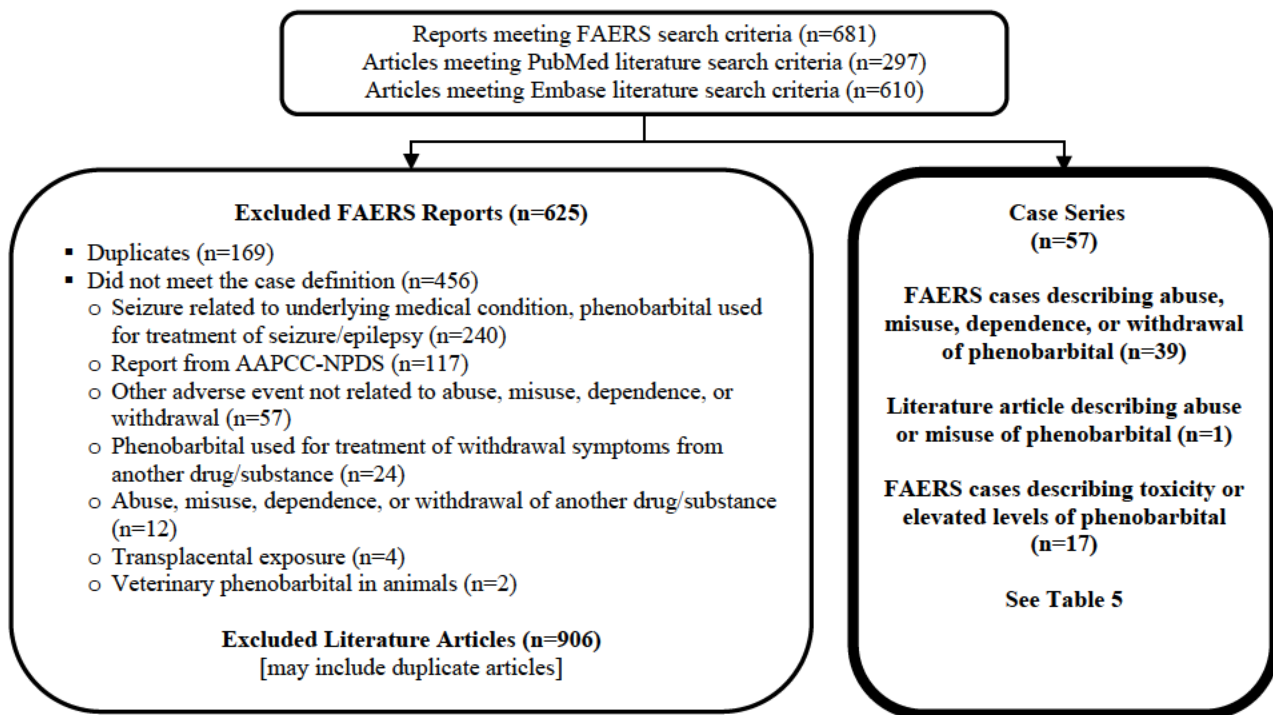 Reports meeting FAERS search criteria (n=681)
Articles meeting PubMed literature search criteria (n=297)
Articles meeting Embase literature search criteria (n=610)
Excluded FAERS Reports (n=625)
▪ Duplicates (n=169)
▪ Did not meet the case definition (n=456)
o Seizure related to underlying medical condition, phenobarbital used
for treatment of seizure/epilepsy (n=240)
o Report from AAPCC-NPDS (n=117)
o Other adverse event not related to abuse, misuse, dependence, or
withdrawal (n=57)
o Phenobarbital used for treatment of withdrawal symptoms from
another drug/substance (n=24)
o Abuse, misuse, dependence, or withdrawal of another drug/substance
(n=12)
o Transplacental exposure (n=4)
o Veterinary phenobarbital in animals (n=2)
Excluded Literature Articles (n=906)
[may include duplicate articles]
Case Series
(n=57)
FAERS cases describing abuse,
misuse, dependence, or withdrawal
of phenobarbital (n=39)
Literature article describing abuse
or misuse of phenobarbital (n=1)
FAERS cases describing toxicity or
elevated levels of phenobarbital
(n=17)
See Table 5